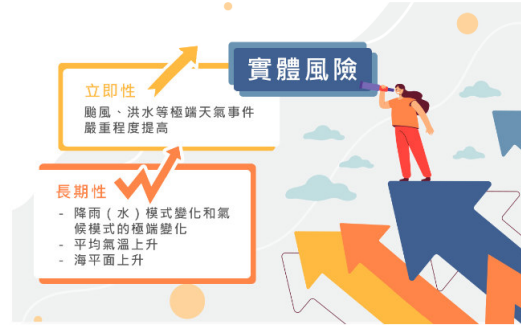 實體風險
立即性
颱風、洪水等極端天氣事件
嚴重程度提高
長期性
- 降雨（水）模式變化和氣
候模式的極端變化
- 平均氣溫上升
- 海平面上升